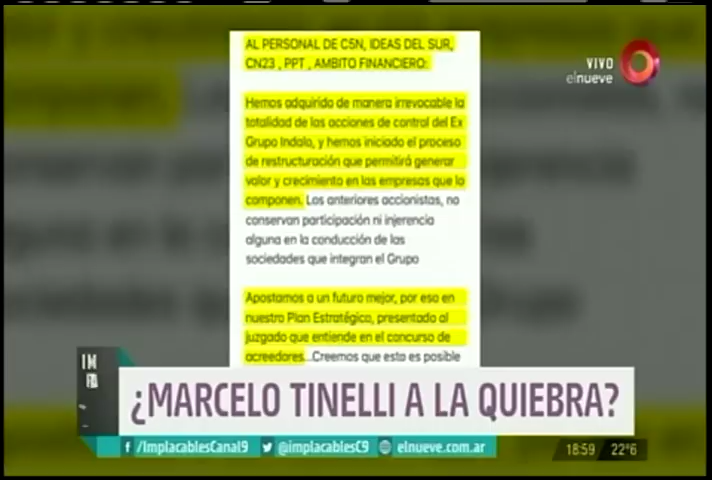 AL PERSONAL DE C5N, IDEAS DEL SUR,
CN23 , PPT , AMBITO FINANCIERO:
Hemos adquirido de manera irrevocable la
totalidad de las acciones de control del Ex
Grupo Indalo, y hemos iniciado el proceso
de restructuración que permitirá generar
valor y crecimiento en las empresas que la
componen. Los anteriores accionistas, no
conservan participación ni injerencia
alguna en la conducción de las
sociedades que integran el Grupo
Apostamos a un futuro mejor, por eso en
nuestro Plan Estratégico, presentado al
juzgado que entiende en el concurso de
acreedores...Creemos que esta es posible
VIVO
elnueve
¿MARCELO TINELLI A LA QUIEBRA?
/ImplacablesCanal9 @implacablesC9 elnueve.com.ar
18:59 22°6